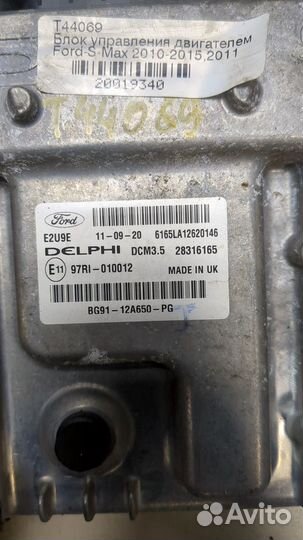 T44069
Блок управления двигателем
Ford-S-Max 2010-2015,2011
20019340
T44069
Ford
E2U9E 11-09-20 6165LA12620146
DELPHI DCM3.5 28316165
E11 97RI-010012 MADE IN UK
BG91-12A650-PG
Avito